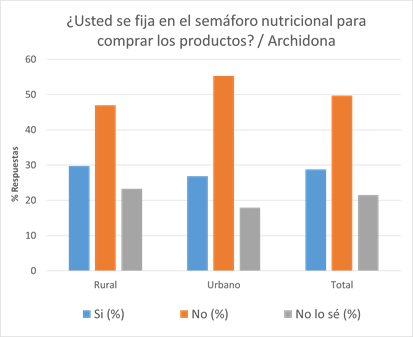 ¿Usted se fija en el semáforo nutricional para
comprar los productos? / Archidona
% Respuestas
60
50
40
30
20
10
0
Rural Urbano Total
Si (%) No (%) No lo sé (%)